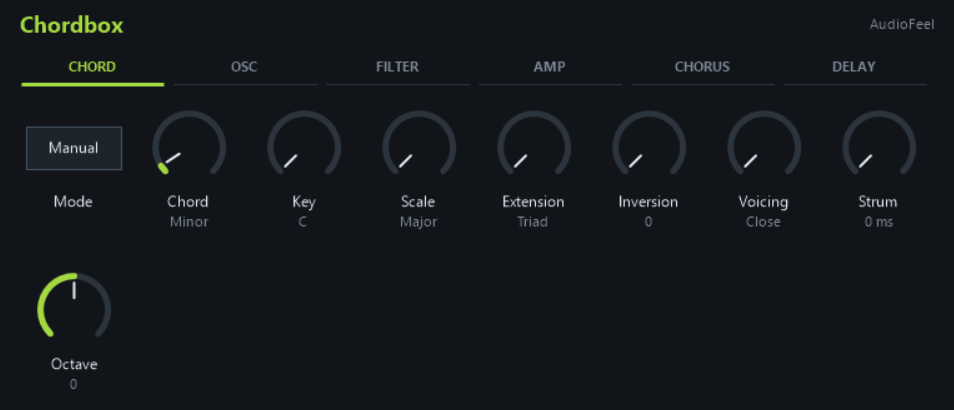 Chordbox
AudioFeel
CHORD OSC FILTER AMP CHORUS DELAY
Manual
Mode Chord Key Scale Extension Inversion Voicing Strum
Minor C Major Triad 0 Close 0 ms
Octave
0